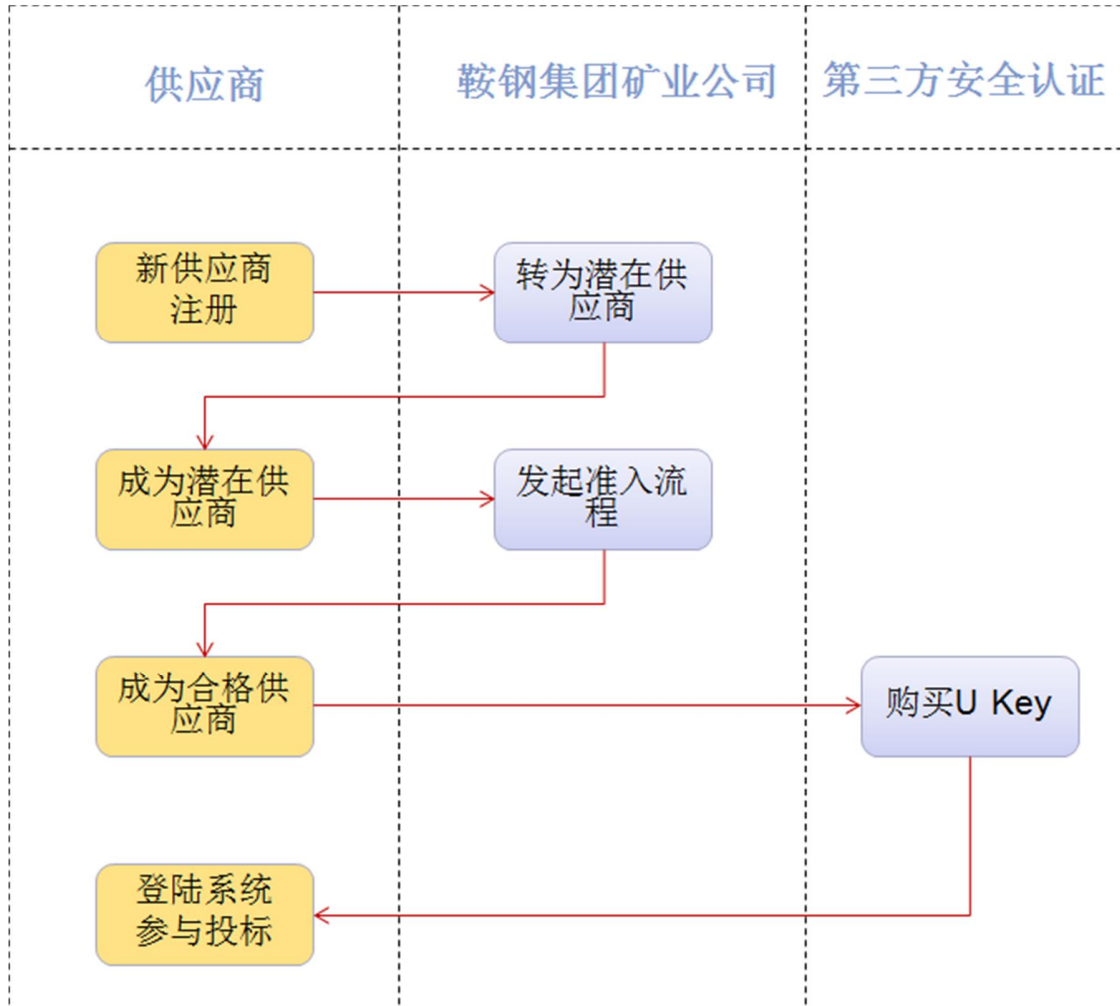 供应商
鞍钢集团矿业公司
第三方安全认证
新供应商
注册
转为潜在供
应商
成为潜在供
应商
发起准入流
程
成为合格供
应商
购买U Key
登陆系统
参与投标